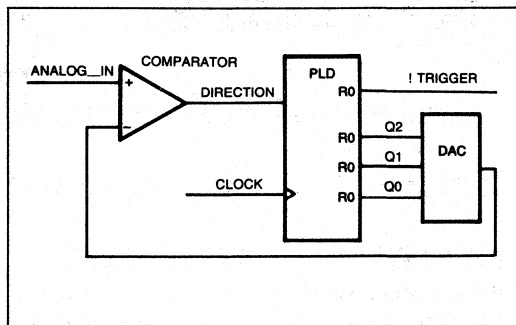 COMPARATOR
ANALOG__IN
+
−
DIRECTION
PLD
R0
! TRIGGER
R0
Q2
R0
Q1
R0
Q0
DAC
CLOCK